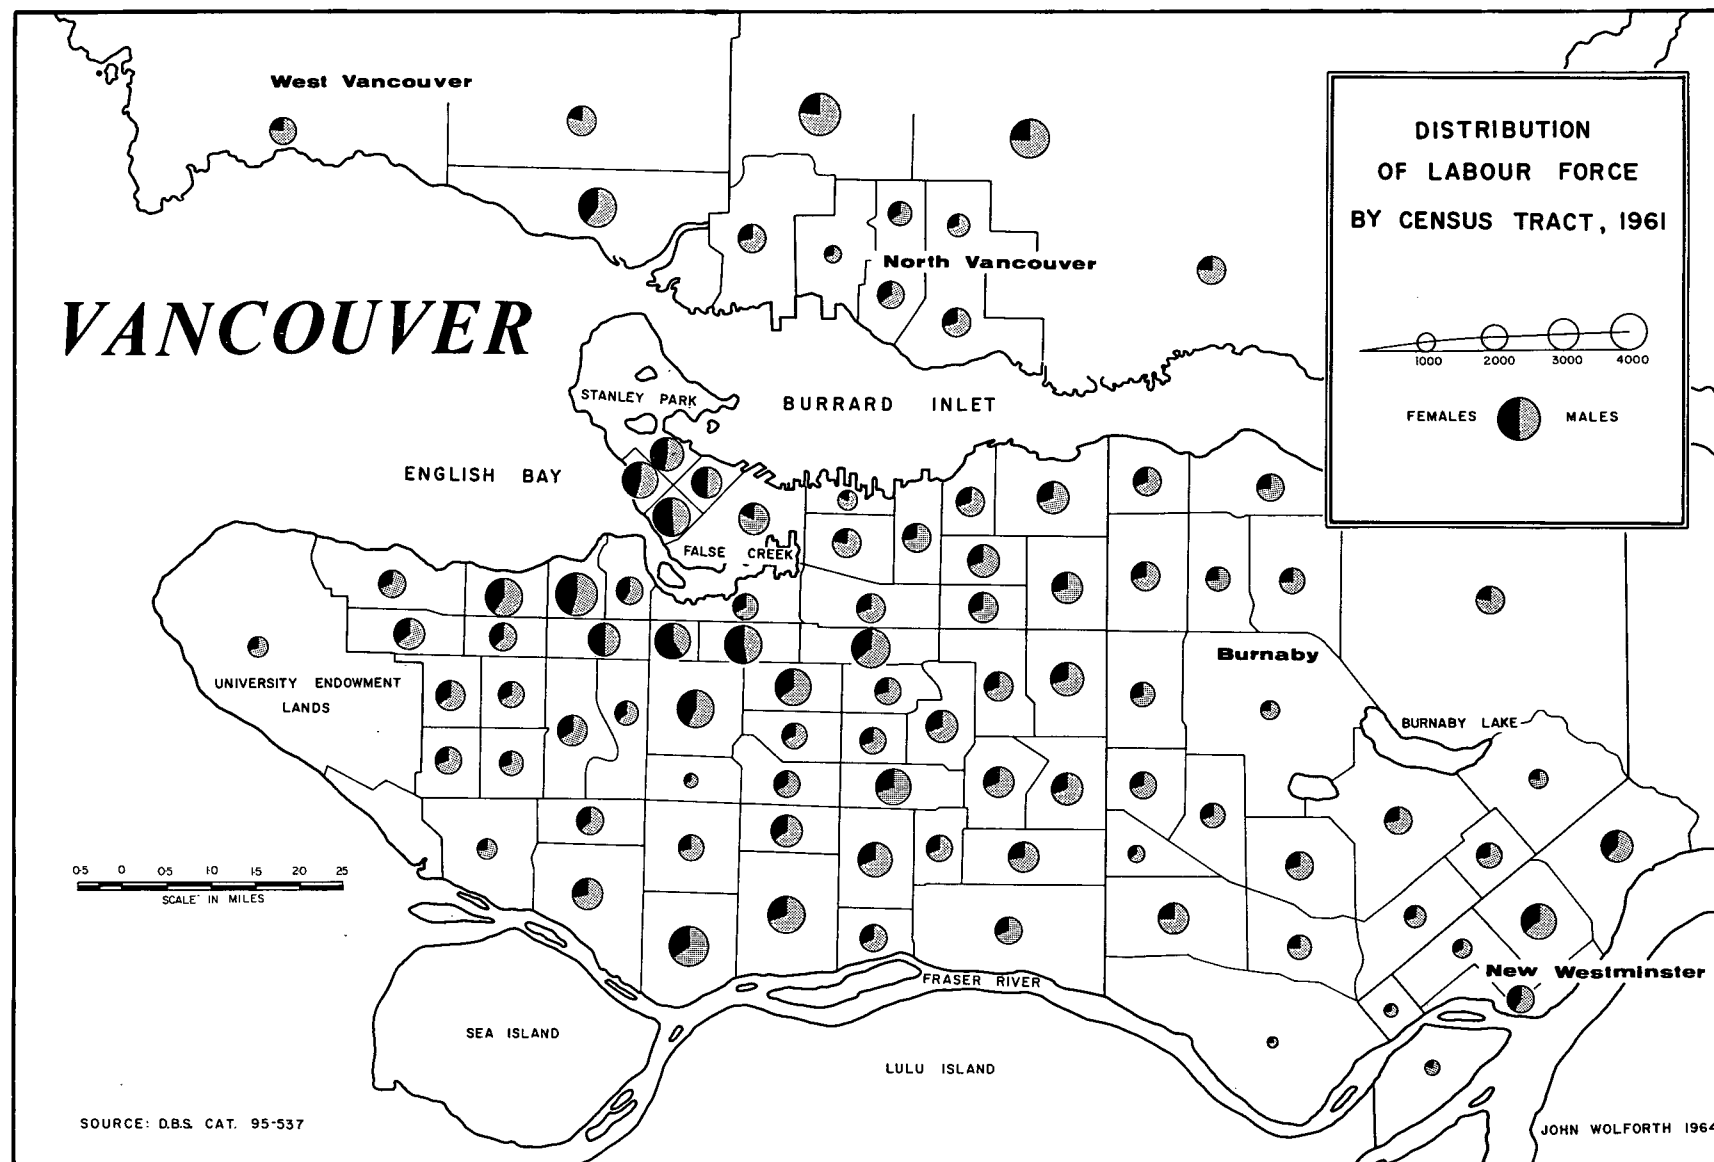 West Vancouver
DISTRIBUTION
OF LABOUR FORCE
BY CENSUS TRACT, 1961
North Vancouver
VANCOUVER
1000 2000 3000 4000
STANLEY PARK
BURRARD INLET
FEMALES MALES
ENGLISH BAY
FALSE CREEK
Burnaby
UNIVERSITY ENDOWMENT
LANDS
BURNABY LAKE
0·5 0 0·5 1·0 1·5 2·0 2·5
SCALE IN MILES
New Westminster
FRASER RIVER
SEA ISLAND
LULU ISLAND
SOURCE: D.B.S. CAT. 95-537
JOHN WOLFORTH 1964